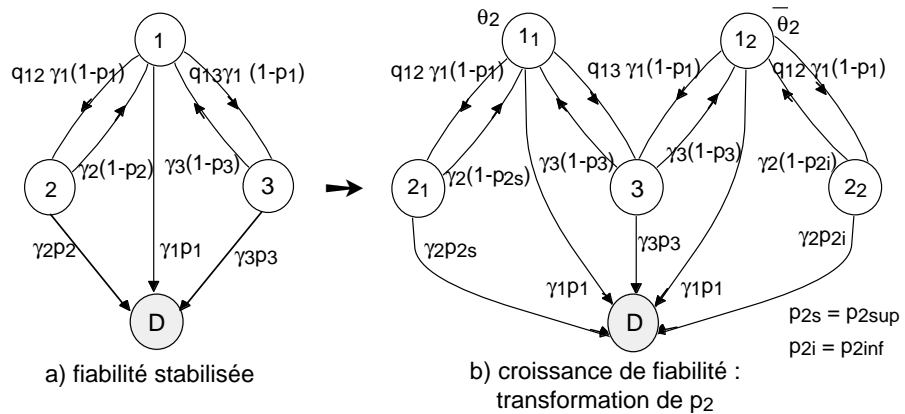 θ2
θ̅2
1
1₁
1₂
q12 γ1(1-p1)
q13γ1 (1-p1)
q12 γ1(1-p1)
q13 γ1(1-p1)
q12 γ1(1-p1)
γ2(1-p2)
γ3(1-p3)
γ2(1-p2s)
γ3(1-p3)
γ3(1-p3)
γ2(1-p2i)
2
3
2₁
3
2₂
γ2p2
γ1p1
γ3p3
γ2p2s
γ1p1
γ3p3
γ1p1
γ2p2i
D
D
p2s = p2sup
p2i = p2inf
a) fiabilité stabilisée
b) croissance de fiabilité :
transformation de p2